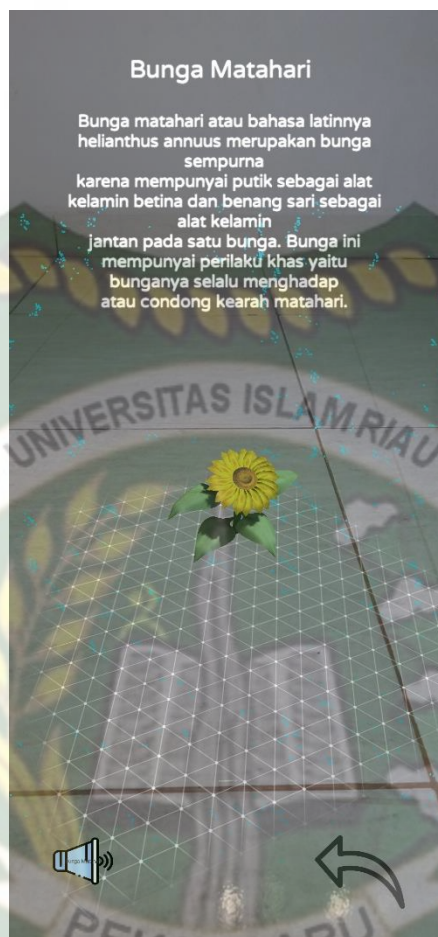 Bunga Matahari
Bunga matahari atau bahasa latinnya
helianthus annuus merupakan bunga
sempurna
karena mempunyai putik sebagai alat
kelamin betina dan benang sari sebagai
alat kelamin
jantan pada satu bunga. Bunga ini
mempunyai perilaku khas yaitu
bunganya selalu menghadap
atau condong kearah matahari.
UNIVERSITAS ISLAM RIAU